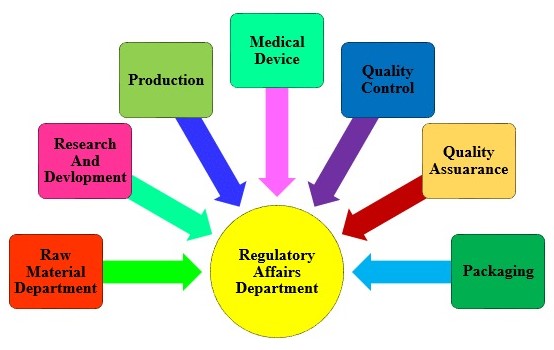 Medical
Device
Production
Quality
Control
Research
And
Devlopment
Quality
Assuarance
Raw
Material
Department
Regulatory
Affairs
Department
Packaging